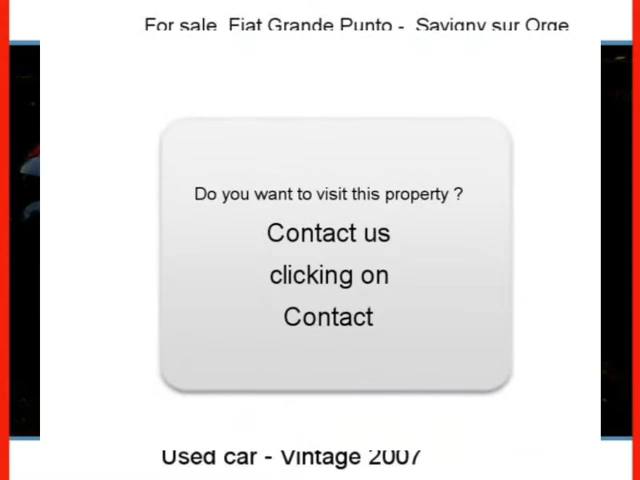 For sale Fiat Grande Punto - Savigny sur Orge
Do you want to visit this property ?
Contact us
clicking on
Contact
Used car - Vintage 2007